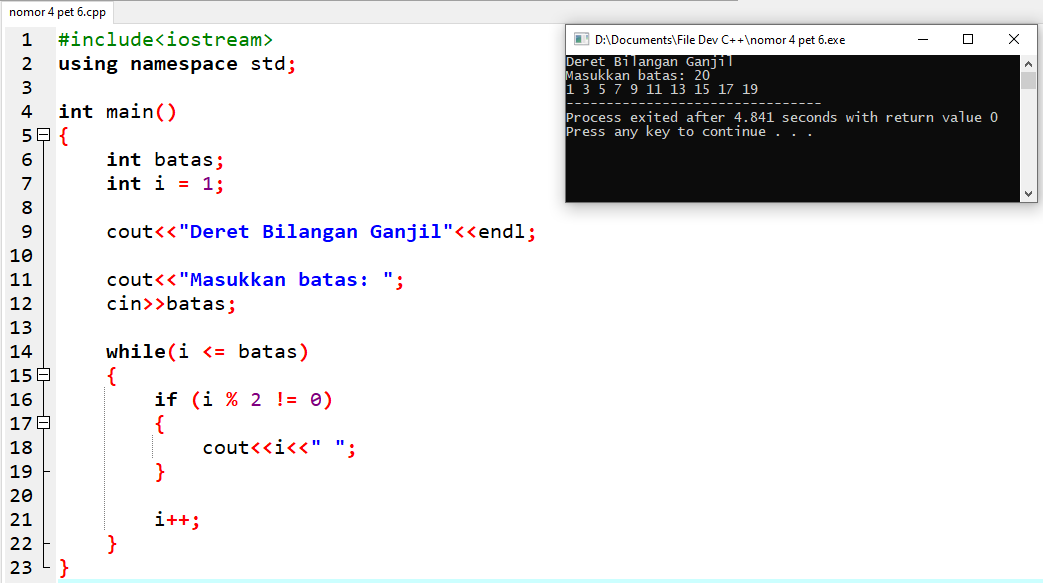 nomor 4 pet 6.cpp
1 #include<iostream>
2 using namespace std;
3
4 int main()
5 {
6 int batas;
7 int i = 1;
8
9 cout<<"Deret Bilangan Ganjil"<<endl;
10
11 cout<<"Masukkan batas: ";
12 cin>>batas;
13
14 while(i <= batas)
15 {
16 if (i % 2 != 0)
17 {
18 cout<<i<<" ";
19 }
20
21 i++;
22 }
23 }
D:\Documents\File Dev C++\nomor 4 pet 6.exe
Deret Bilangan Ganjil
Masukkan batas: 20
1 3 5 7 9 11 13 15 17 19
--------------------------------
Process exited after 4.841 seconds with return value 0
Press any key to continue . . .